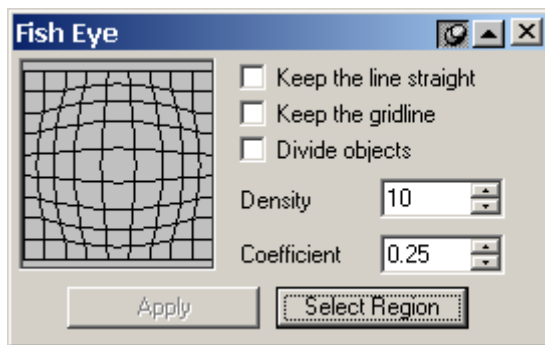 Fish Eye
Keep the line straight
Keep the gridline
Divide objects
Density 10
Coefficient 0.25
Apply Select Region